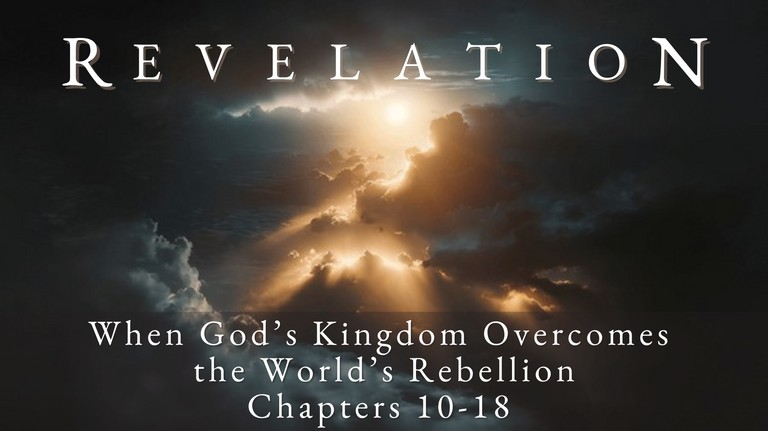 REVELATION
When God’s Kingdom Overcomes
the World’s Rebellion
Chapters 10-18